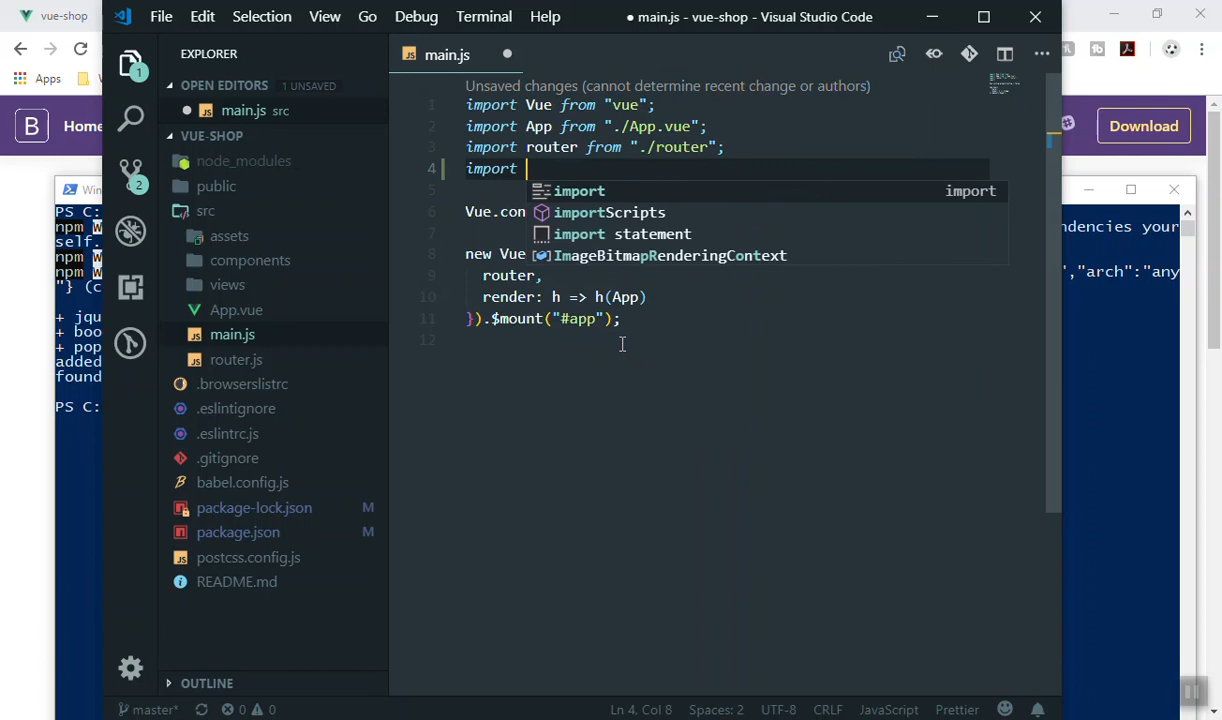 vue-shop
File Edit Selection View Go Debug Terminal Help
● main.js - vue-shop - Visual Studio Code
Apps
B Home
Download
EXPLORER
OPEN EDITORS 1 UNSAVED
main.js src
VUE-SHOP
node_modules
public
src
assets
components
views
App.vue
main.js
router.js
.browserslistrc
.eslintignore
.eslintrc.js
.gitignore
babel.config.js
package-lock.json M
package.json M
postcss.config.js
README.md
OUTLINE
1
2
main.js
Unsaved changes (cannot determine recent change or authors)
1 import Vue from "vue";
2 import App from "./App.vue";
3 import router from "./router";
4 import
5
6 Vue.con
7
8 new Vue
9 router,
10 render: h => h(App)
11 }).$mount("#app");
12
import import
importScripts
import statement
ImageBitmapRenderingContext
PS C:
npm
self.
npm
npm
"} (c
+ jqu
+ boo
+ pop
added
found
PS C:
ndencies your
,"arch":"any
master* 0 0
Ln 4, Col 8 Spaces: 2 UTF-8 CRLF JavaScript Prettier